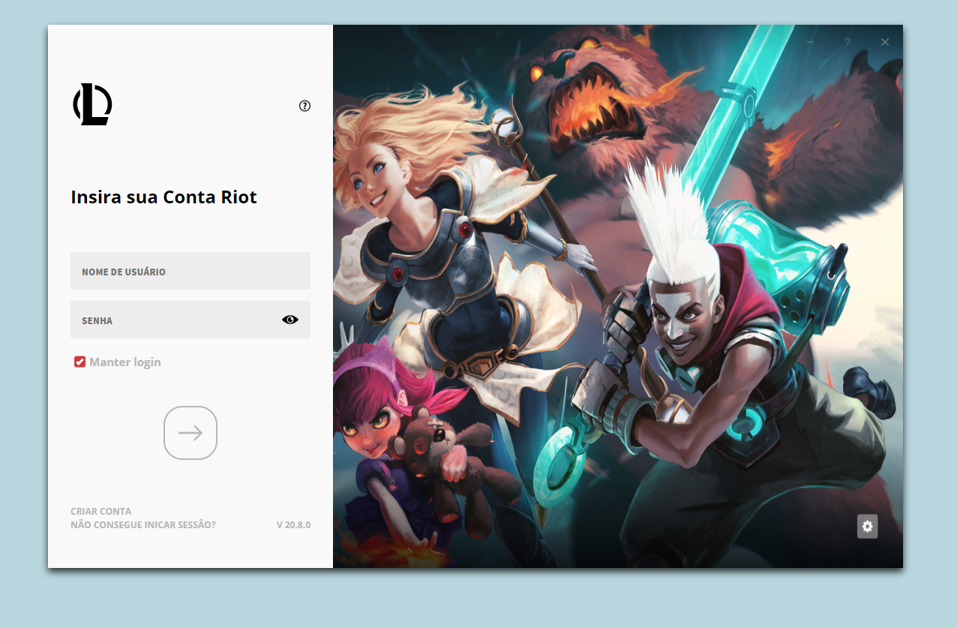 Insira sua Conta Riot
NOME DE USUÁRIO
SENHA
Manter login
CRIAR CONTA
NÃO CONSEGUE INICAR SESSÃO?
V 20.8.0